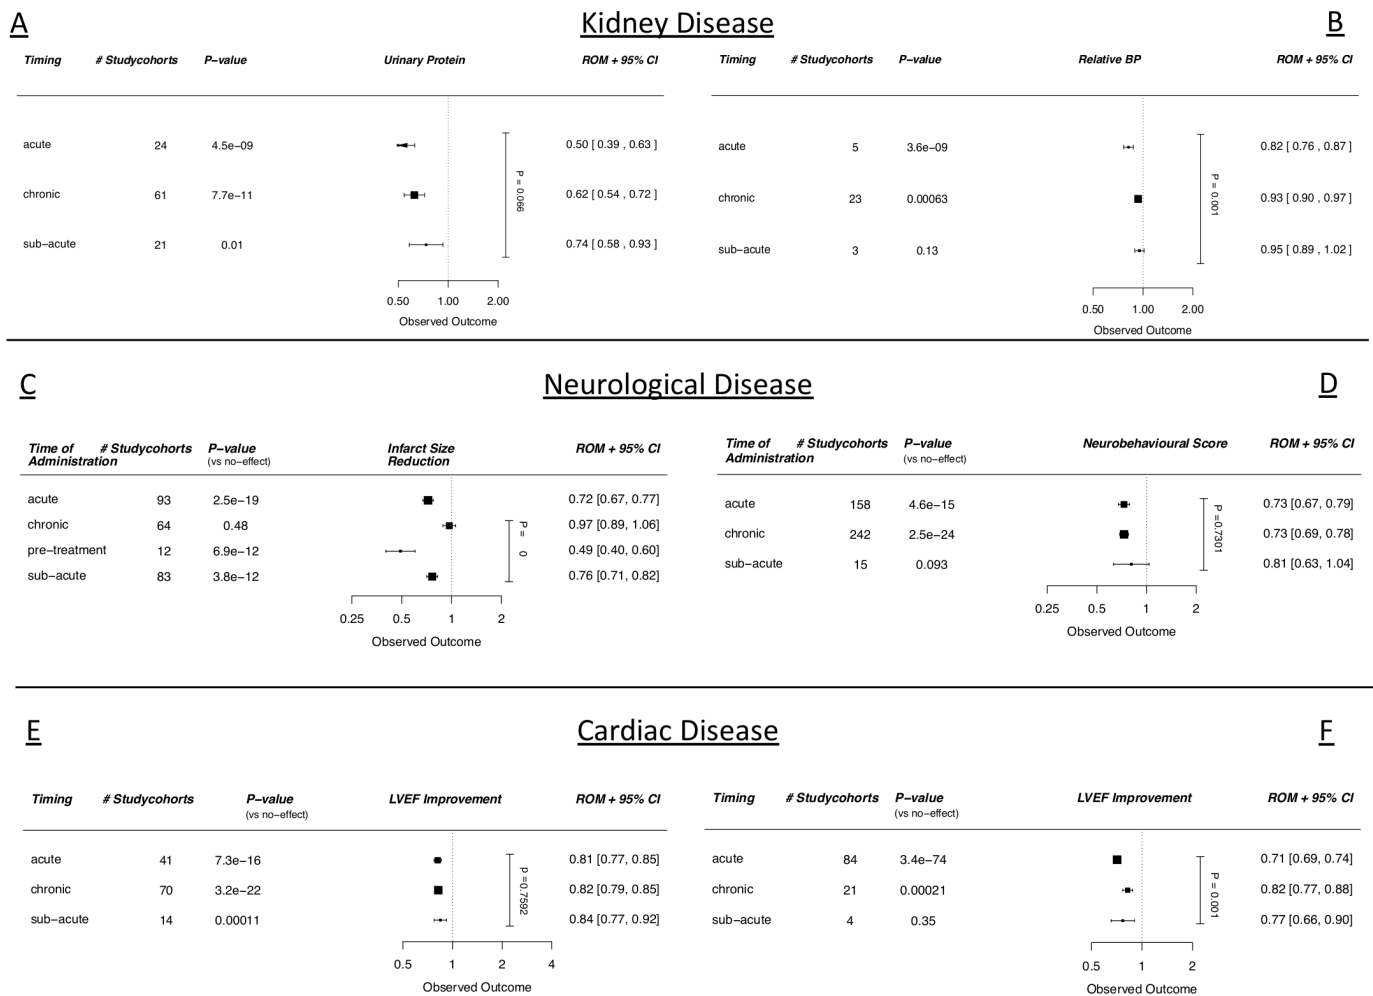 A Kidney Disease B
Timing # Studycohorts P−value Urinary Protein ROM + 95% CI
acute 24 4.5e−09 0.50 [ 0.39 , 0.63 ]
chronic 61 7.7e−11 0.62 [ 0.54 , 0.72 ]
sub−acute 21 0.01 0.74 [ 0.58 , 0.93 ]
P = 0.066
0.50 1.00 2.00
Observed Outcome
Timing # Studycohorts P−value Relative BP ROM + 95% CI
acute 5 3.6e−09 0.82 [ 0.76 , 0.87 ]
chronic 23 0.00063 0.93 [ 0.90 , 0.97 ]
sub−acute 3 0.13 0.95 [ 0.89 , 1.02 ]
P = 0.001
0.50 1.00 2.00
Observed Outcome
C Neurological Disease D
Time of # Studycohorts P−value Infarct Size ROM + 95% CI
Administration (vs no−effect) Reduction
acute 93 2.5e−19 0.72 [0.67, 0.77]
chronic 64 0.48 0.97 [0.89, 1.06]
pre−treatment 12 6.9e−12 0.49 [0.40, 0.60]
sub−acute 83 3.8e−12 0.76 [0.71, 0.82]
P = 0
0.25 0.5 1 2
Observed Outcome
Time of # Studycohorts P−value Neurobehavioural Score ROM + 95% CI
Administration (vs no−effect)
acute 158 4.6e−15 0.73 [0.67, 0.79]
chronic 242 2.5e−24 0.73 [0.69, 0.78]
sub−acute 15 0.093 0.81 [0.63, 1.04]
P =0.7301
0.25 0.5 1 2
Observed Outcome
E Cardiac Disease F
Timing # Studycohorts P−value LVEF Improvement ROM + 95% CI
(vs no−effect)
acute 41 7.3e−16 0.81 [0.77, 0.85]
chronic 70 3.2e−22 0.82 [0.79, 0.85]
sub−acute 14 0.00011 0.84 [0.77, 0.92]
p =0.7592
0.5 1 2 4
Observed Outcome
Timing # Studycohorts P−value LVEF Improvement ROM + 95% CI
(vs no−effect)
acute 84 3.4e−74 0.71 [0.69, 0.74]
chronic 21 0.00021 0.82 [0.77, 0.88]
sub−acute 4 0.35 0.77 [0.66, 0.90]
P = 0.001
0.5 1 2
Observed Outcome